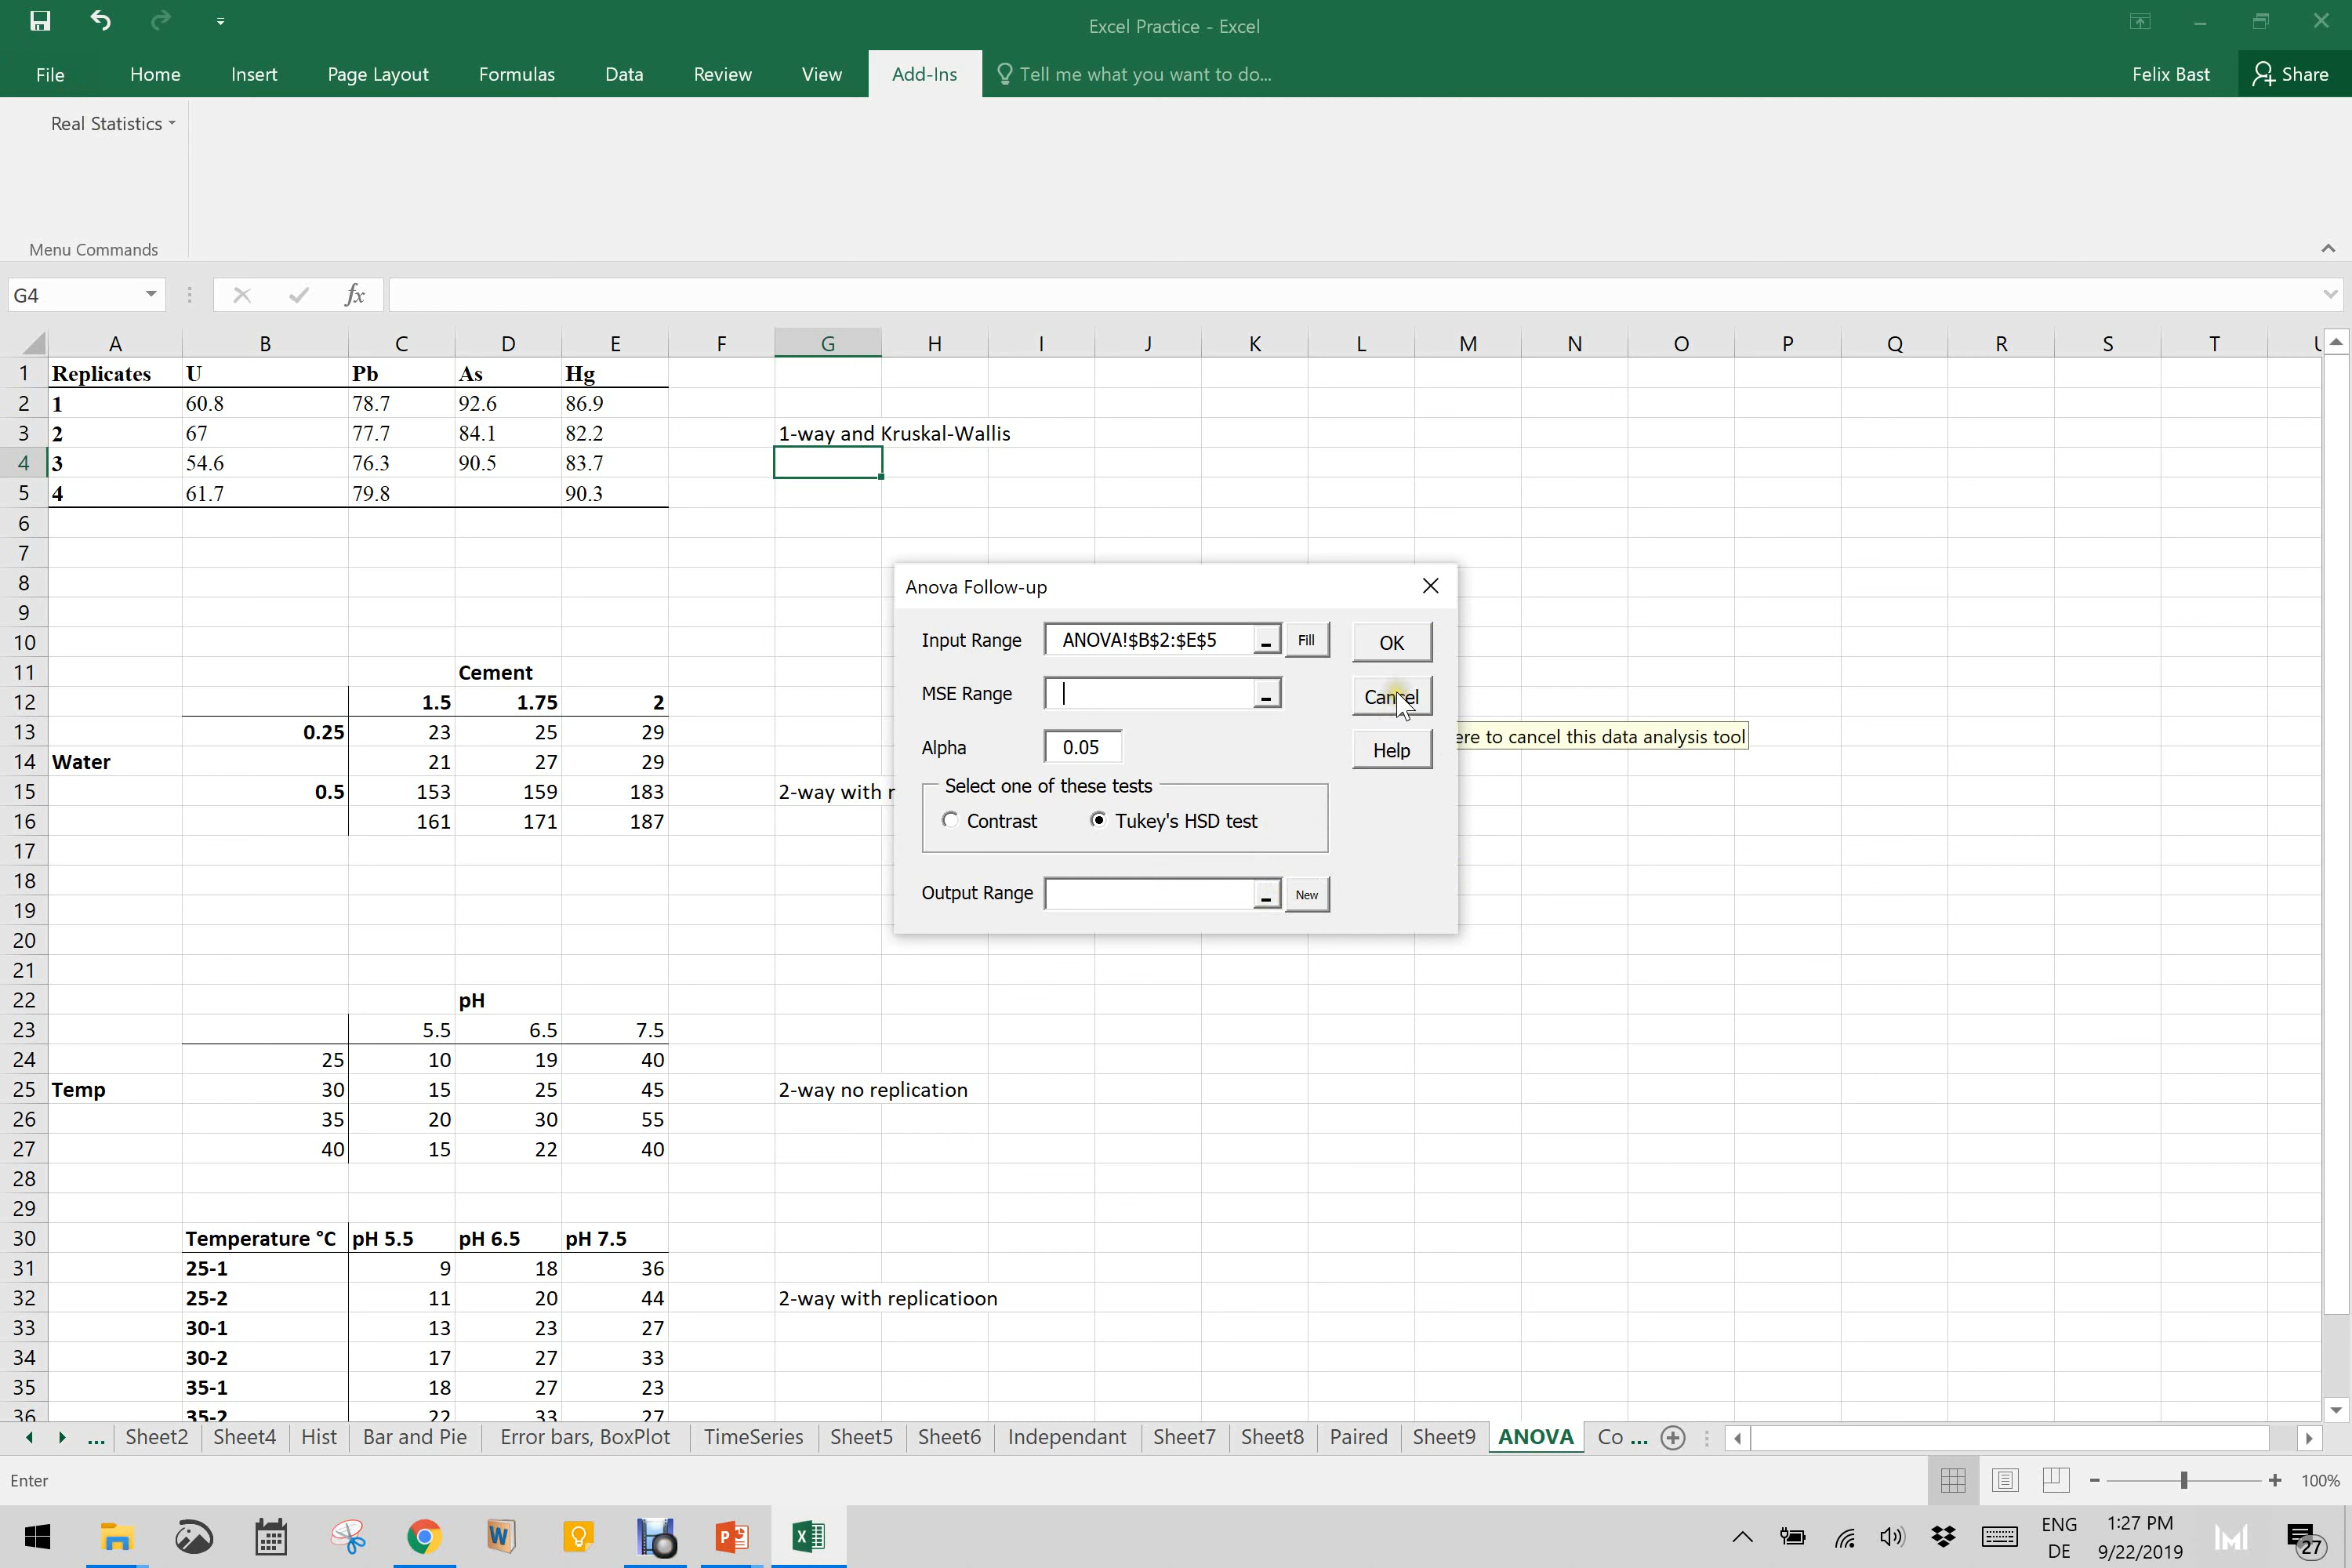 Excel Practice - Excel
File Home Insert Page Layout Formulas Data Review View Add-Ins Tell me what you want to do... Felix Bast Share
Real Statistics
Menu Commands
G4 fx
A B C D E F G H I J K L M N O P Q R S T
1 Replicates U Pb As Hg
2 1 60.8 78.7 92.6 86.9
3 2 67 77.7 84.1 82.2 1-way and Kruskal-Wallis
4 3 54.6 76.3 90.5 83.7
5 4 61.7 79.8 90.3
6
7
8
9
10
11 Cement
12 1.5 1.75 2
13 0.25 23 25 29
14 Water 21 27 29
15 0.5 153 159 183 2-way with r
16 161 171 187
17
18
19
20
21
22 pH
23 5.5 6.5 7.5
24 25 10 19 40
25 Temp 30 15 25 45 2-way no replication
26 35 20 30 55
27 40 15 22 40
28
29
30 Temperature °C pH 5.5 pH 6.5 pH 7.5
31 25-1 9 18 36
32 25-2 11 20 44 2-way with replicatioon
33 30-1 13 23 27
34 30-2 17 27 33
35 35-1 18 27 23
36 35-2 22 33 27
Anova Follow-up
Input Range ANOVA!$B$2:$E$5 Fill OK
MSE Range Cancel
ere to cancel this data analysis tool
Alpha 0.05 Help
Select one of these tests
Contrast Tukey's HSD test
Output Range New
... Sheet2 Sheet4 Hist Bar and Pie Error bars, BoxPlot TimeSeries Sheet5 Sheet6 Independant Sheet7 Sheet8 Paired Sheet9 ANOVA Co ...
Enter 100%
ENG 1:27 PM
DE 9/22/2019 27